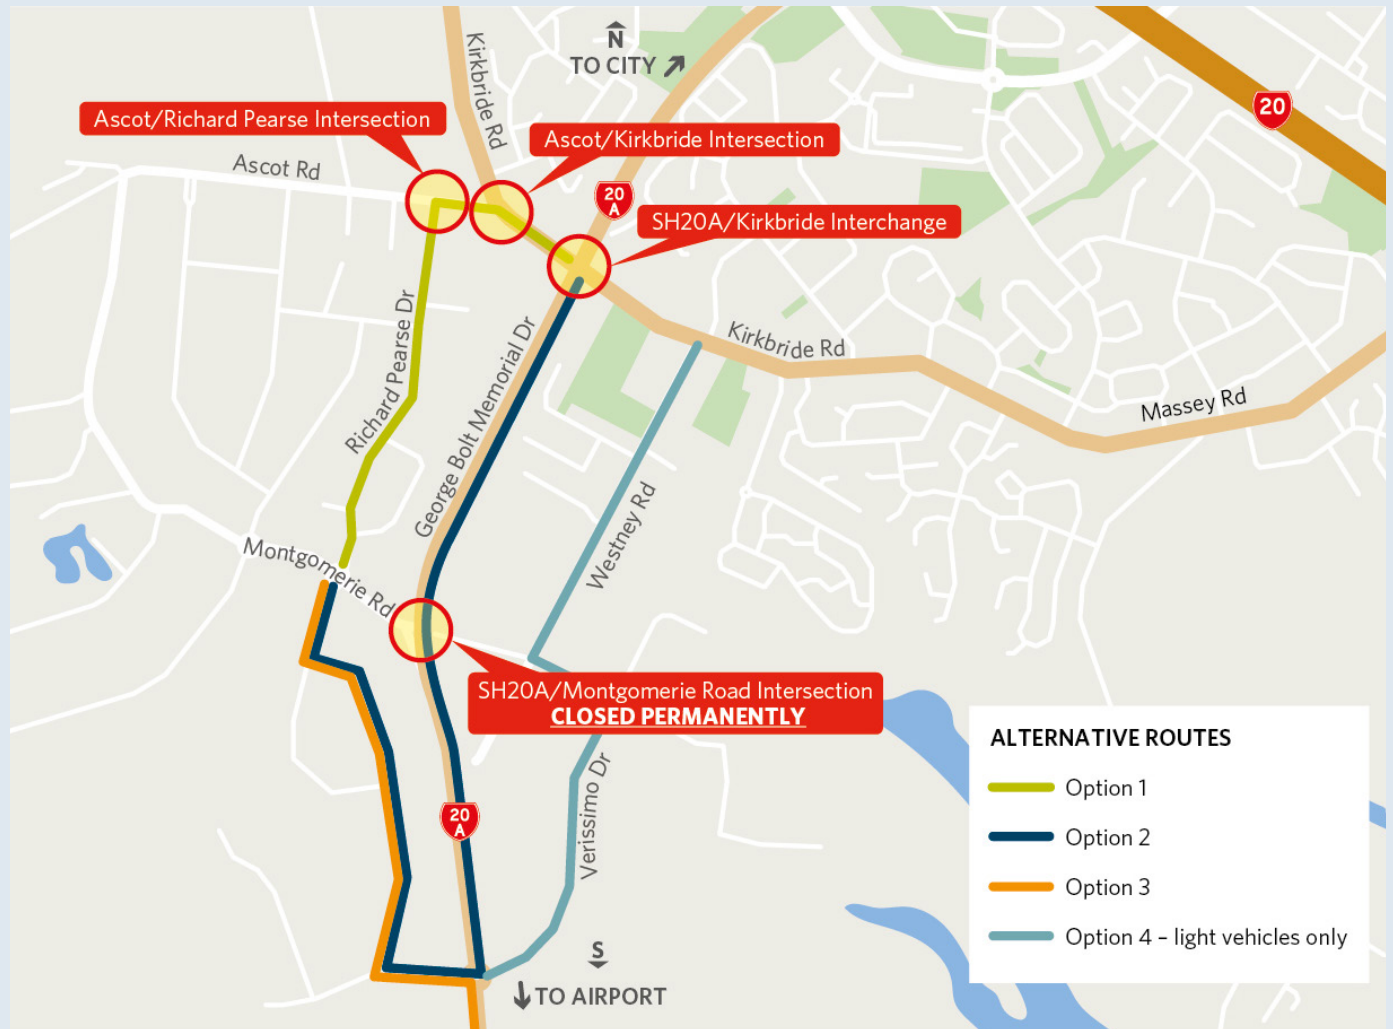 N
TO CITY
20
Kirkbride Rd
Ascot/Richard Pearse Intersection
Ascot/Kirkbride Intersection
Ascot Rd
20
A
SH20A/Kirkbride Interchange
Richard Pearse Dr
George Bolt Memorial Dr
Kirkbride Rd
Massey Rd
Westney Rd
Montgomerie Rd
SH20A/Montgomerie Road Intersection
CLOSED PERMANENTLY
20
A
Verissimo Dr
ALTERNATIVE ROUTES
Option 1
Option 2
Option 3
Option 4 – light vehicles only
S
TO AIRPORT